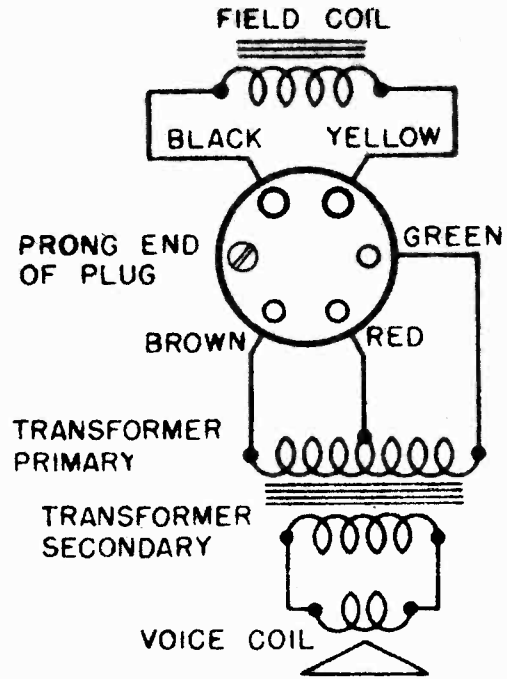 FIELD COIL
BLACK
YELLOW
PRONG END
OF PLUG
GREEN
BROWN
RED
TRANSFORMER
PRIMARY
TRANSFORMER
SECONDARY
VOICE COIL